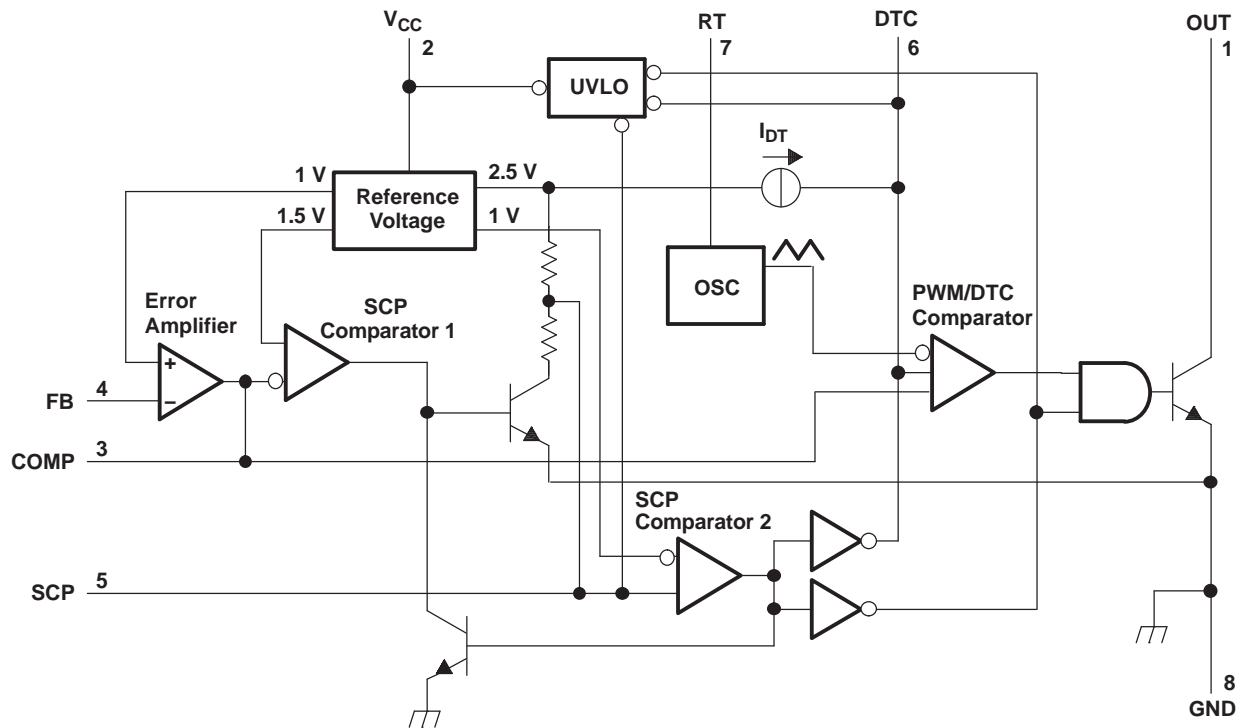 VCC
2
RT
7
DTC
6
OUT
1
UVLO
IDT
1 V
2.5 V
Reference
Voltage
1.5 V
1 V
OSC
Error
Amplifier
SCP
Comparator 1
PWM/DTC
Comparator
+
−
FB
4
COMP
3
SCP
Comparator 2
SCP
5
8
GND